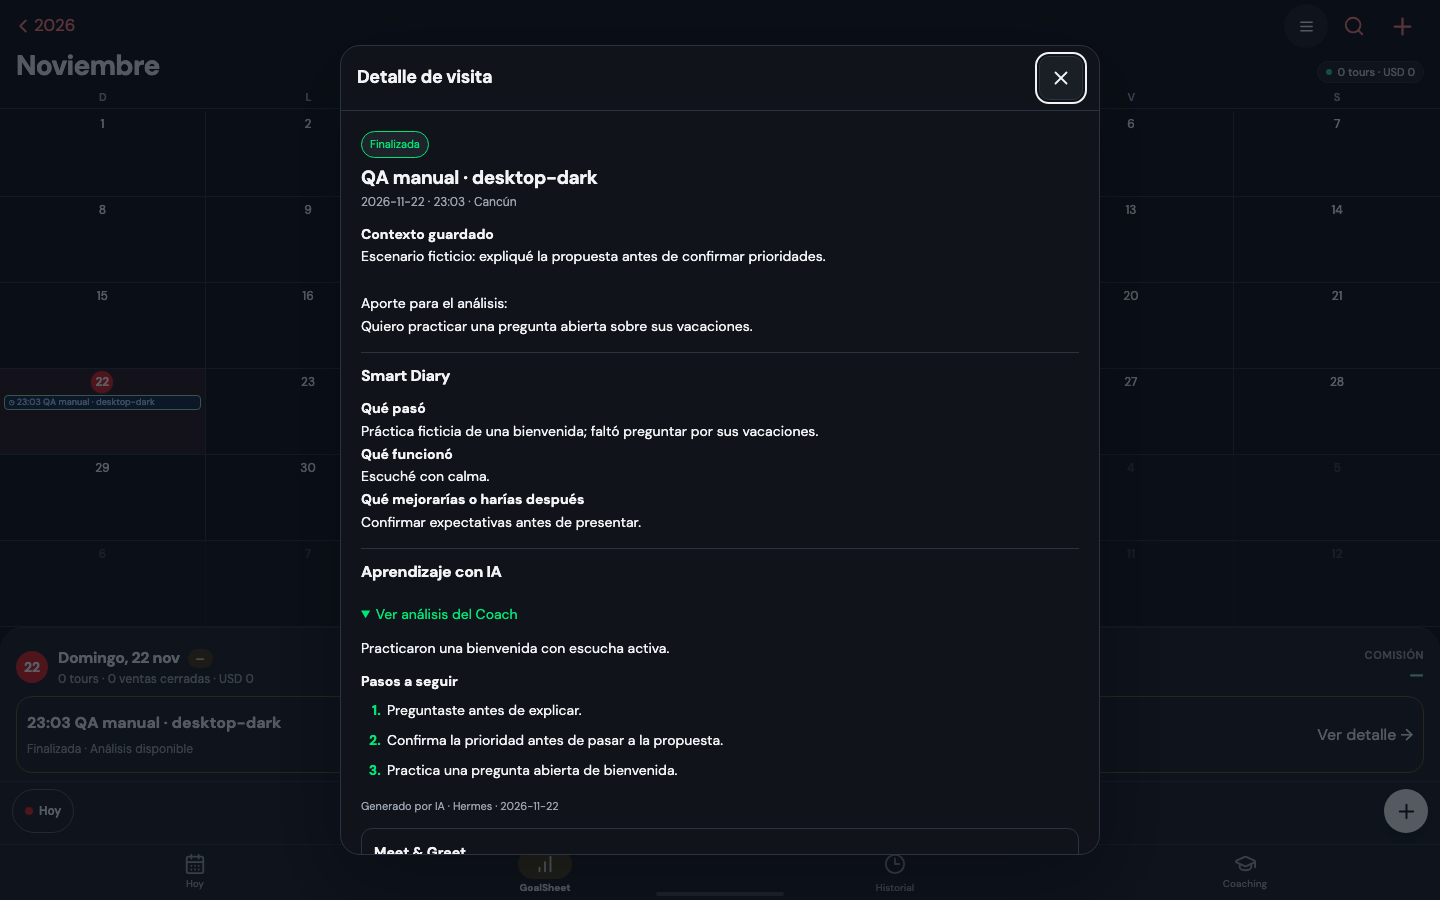 2026
Noviembre
0 tours · USD 0
D
L
V
S
1
2
6
7
8
9
13
14
15
16
20
21
22
23
27
28
23:03 QA manual · desktop-dark
29
30
4
5
6
7
11
12
Detalle de visita
Finalizada
QA manual · desktop-dark
2026-11-22 · 23:03 · Cancún
Contexto guardado
Escenario ficticio: expliqué la propuesta antes de confirmar prioridades.
Aporte para el análisis:
Quiero practicar una pregunta abierta sobre sus vacaciones.
Smart Diary
Qué pasó
Práctica ficticia de una bienvenida; faltó preguntar por sus vacaciones.
Qué funcionó
Escuché con calma.
Qué mejorarías o harías después
Confirmar expectativas antes de presentar.
Aprendizaje con IA
▼ Ver análisis del Coach
Practicaron una bienvenida con escucha activa.
Pasos a seguir
1. Preguntaste antes de explicar.
2. Confirma la prioridad antes de pasar a la propuesta.
3. Practica una pregunta abierta de bienvenida.
Generado por IA · Hermes · 2026-11-22
Meet & Greet
22
Domingo, 22 nov –
0 tours · 0 ventas cerradas · USD 0
COMISIÓN
—
23:03 QA manual · desktop-dark
Finalizada · Análisis disponible
Ver detalle →
Hoy
Hoy
GoalSheet
Historial
Coaching